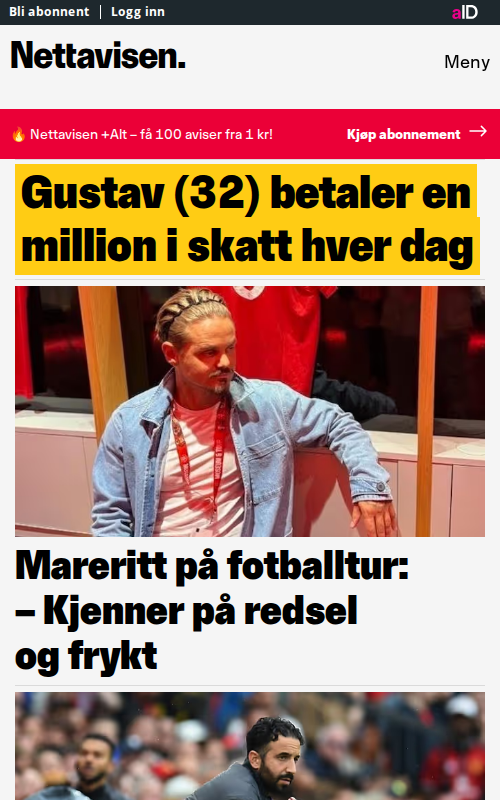 Bli abonnent | Logg inn
aID
Nettavisen.
Meny
🔥 Nettavisen +Alt – få 100 aviser fra 1 kr!
Kjøp abonnement →
Gustav (32) betaler en
million i skatt hver dag
Mareritt på fotballtur:
– Kjenner på redsel
og frykt